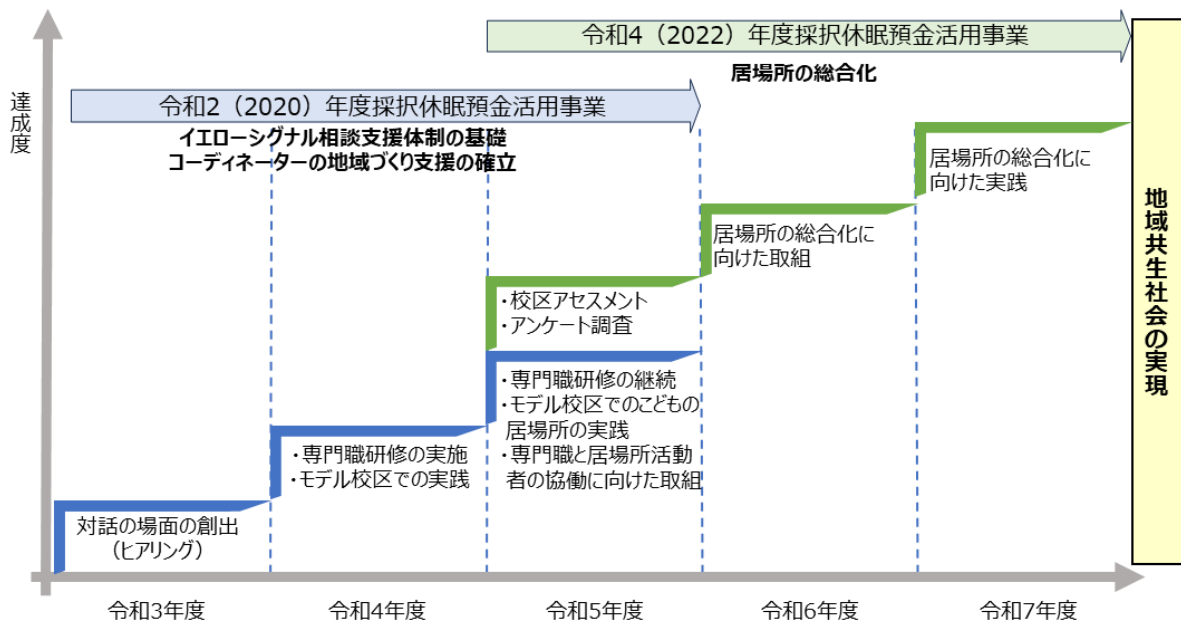 令和4（2022）年度採択休眠預金活用事業
居場所の総合化
令和2（2020）年度採択休眠預金活用事業
イエローシグナル相談支援体制の基礎
コーディネーターの地域づくり支援の確立
達成度
居場所の総合化に
向けた実践
居場所の総合化に
向けた取組
・校区アセスメント
・アンケート調査
・専門職研修の継続
・モデル校区でのこどもの
居場所の実践
・専門職と居場所活動
者の協働に向けた取組
・専門職研修の実施
・モデル校区での実践
対話の場面の創出
（ヒアリング）
地域共生社会の実現
令和3年度
令和4年度
令和5年度
令和6年度
令和7年度